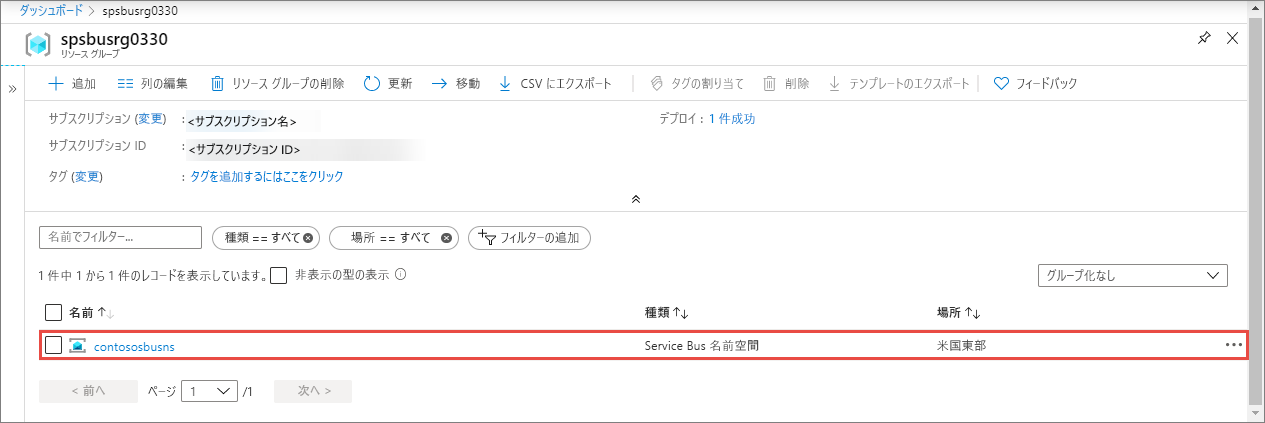 ダッシュボード > spsbusrg0330
spsbusrg0330
リソース グループ
追加 列の編集 リソース グループの削除 更新 移動 CSV にエクスポート タグの割り当て 削除 テンプレートのエクスポート フィードバック
サブスクリプション (変更) : <サブスクリプション名> デプロイ : 1 件成功
サブスクリプション ID : <サブスクリプション ID>
タグ (変更) : タグを追加するにはここをクリック
名前でフィルター... 種類 == すべて 場所 == すべて フィルターの追加
1 件中 1 から 1 件のレコードを表示しています。 非表示の型の表示 グループ化なし
名前 ↑↓ 種類 ↑↓ 場所 ↑↓
contososbusns Service Bus 名前空間 米国東部 ...
< 前へ ページ 1 /1 次へ >